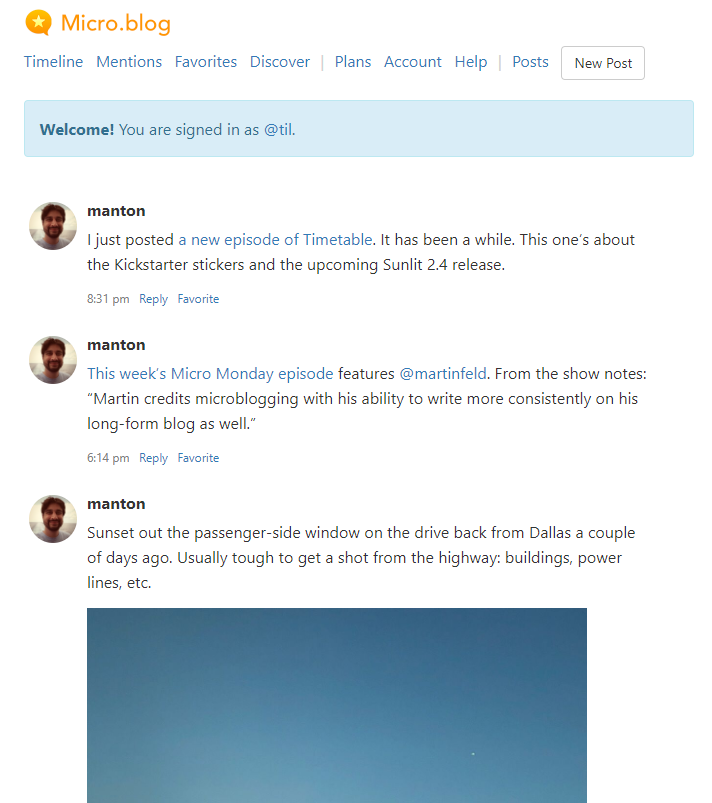 Micro.blog
Timeline Mentions Favorites Discover | Plans Account Help | Posts New Post
Welcome! You are signed in as @til.
manton
I just posted a new episode of Timetable. It has been a while. This one’s about
the Kickstarter stickers and the upcoming Sunlit 2.4 release.
8:31 pm Reply Favorite
manton
This week’s Micro Monday episode features @martinfeld. From the show notes:
“Martin credits microblogging with his ability to write more consistently on his
long-form blog as well.”
6:14 pm Reply Favorite
manton
Sunset out the passenger-side window on the drive back from Dallas a couple
of days ago. Usually tough to get a shot from the highway: buildings, power
lines, etc.